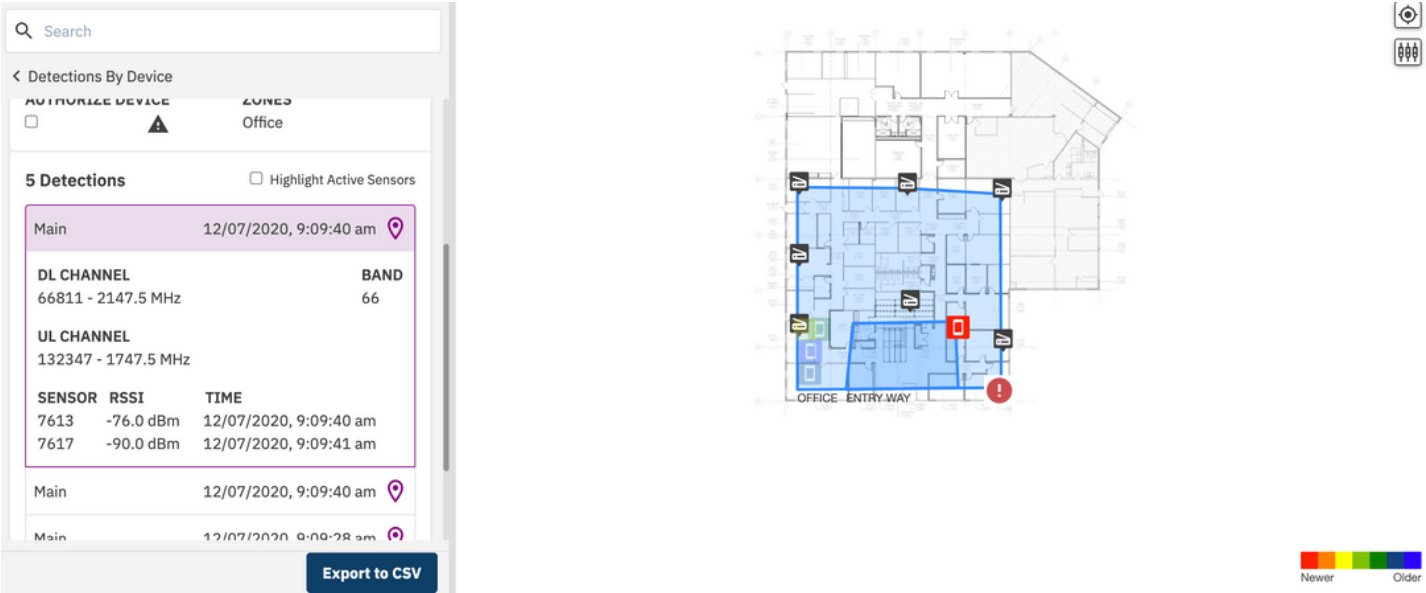 Search
Detections By Device
AUTHORIZE DEVICE ZONES
Office
5 Detections Highlight Active Sensors
Main 12/07/2020, 9:09:40 am
DL CHANNEL BAND
66811 - 2147.5 MHz 66
UL CHANNEL
132347 - 1747.5 MHz
SENSOR RSSI TIME
7613 -76.0 dBm 12/07/2020, 9:09:40 am
7617 -90.0 dBm 12/07/2020, 9:09:41 am
Main 12/07/2020, 9:09:40 am
Main 12/07/2020, 9:09:28 am
Export to CSV
OFFICE ENTRY WAY
Newer Older